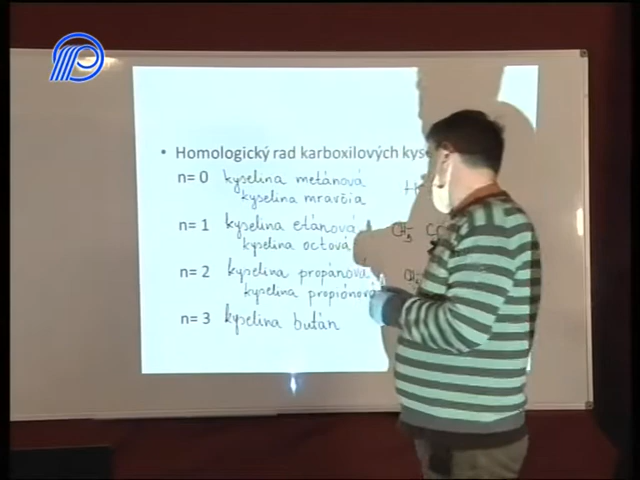 • Homologický rad karboxilových kyse
n= 0 kyselina metánová
kyselina mravčia
n= 1 kyselina etánová
kyselina octová
CH3
n= 2 kyselina propánová
kyselina propiónová
n= 3 kyselina bután